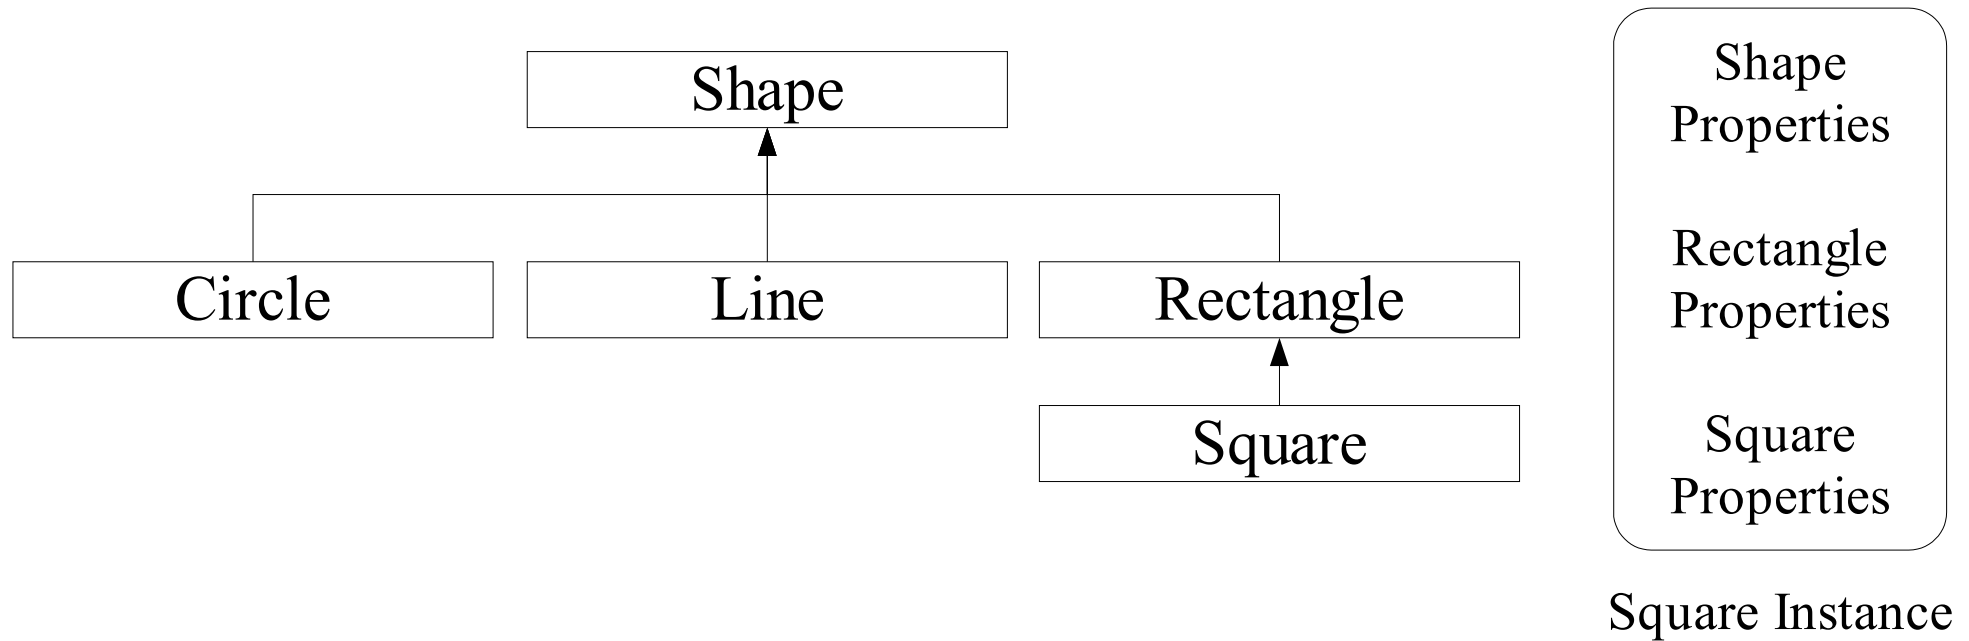 Shape
Circle
Line
Rectangle
Square
Shape
Properties
Rectangle
Properties
Square
Properties
Square Instance